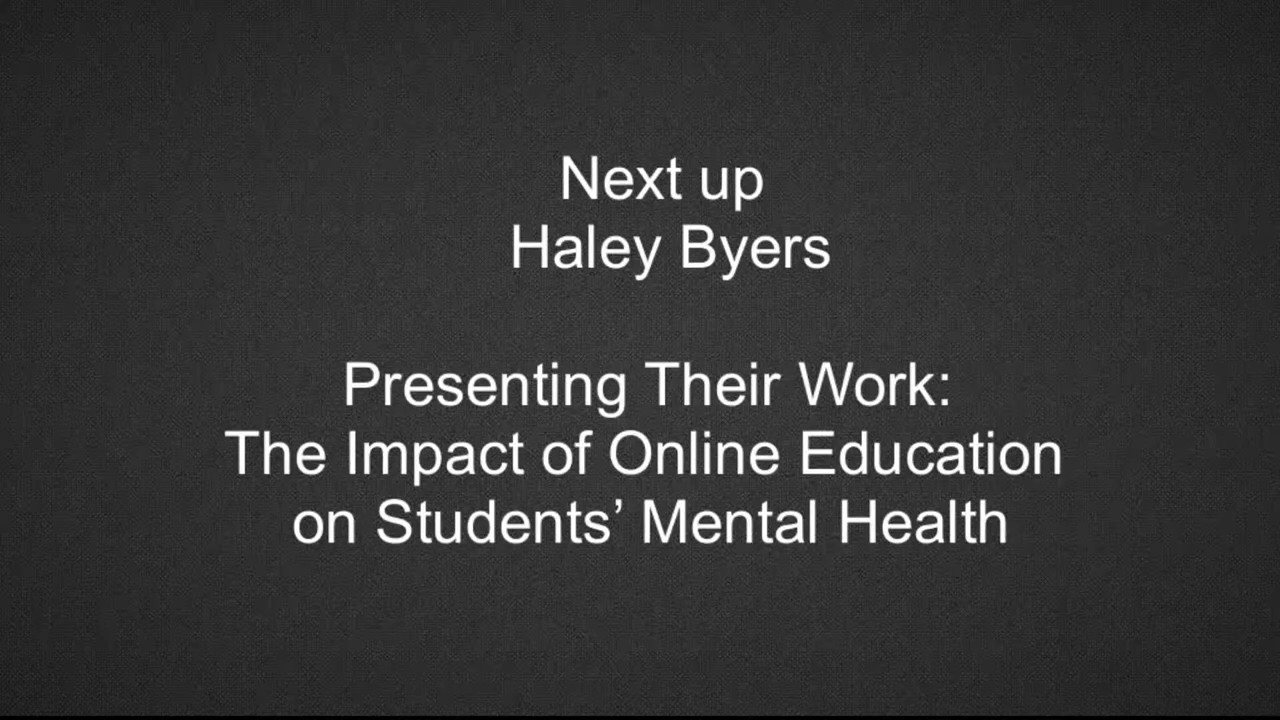 Next up
Haley Byers
Presenting Their Work:
The Impact of Online Education
on Students’ Mental Health